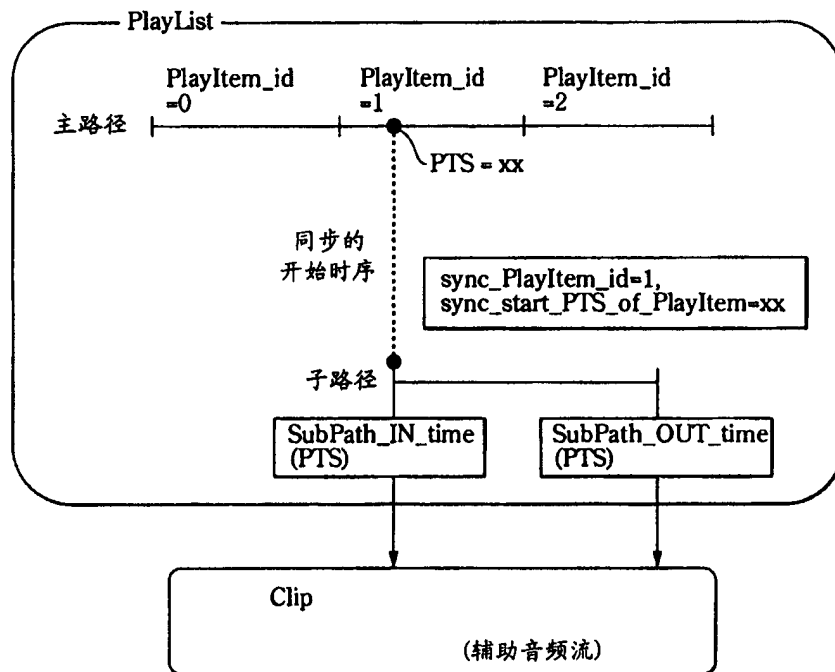 PlayList
PlayItem_id
=0
PlayItem_id
=1
PlayItem_id
=2
主路径
PTS = xx
同步的
开始时序
sync_PlayItem_id=1,
sync_start_PTS_of_PlayItem=xx
子路径
SubPath_IN_time
(PTS)
SubPath_OUT_time
(PTS)
Clip
(辅助音频流)